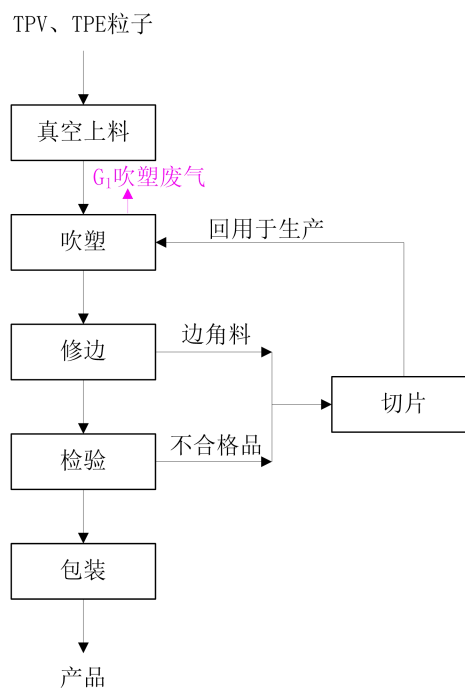 TPV、TPE粒子
真空上料
G₁吹塑废气
回用于生产
吹塑
修边
边角料
切片
不合格品
检验
包装
产品